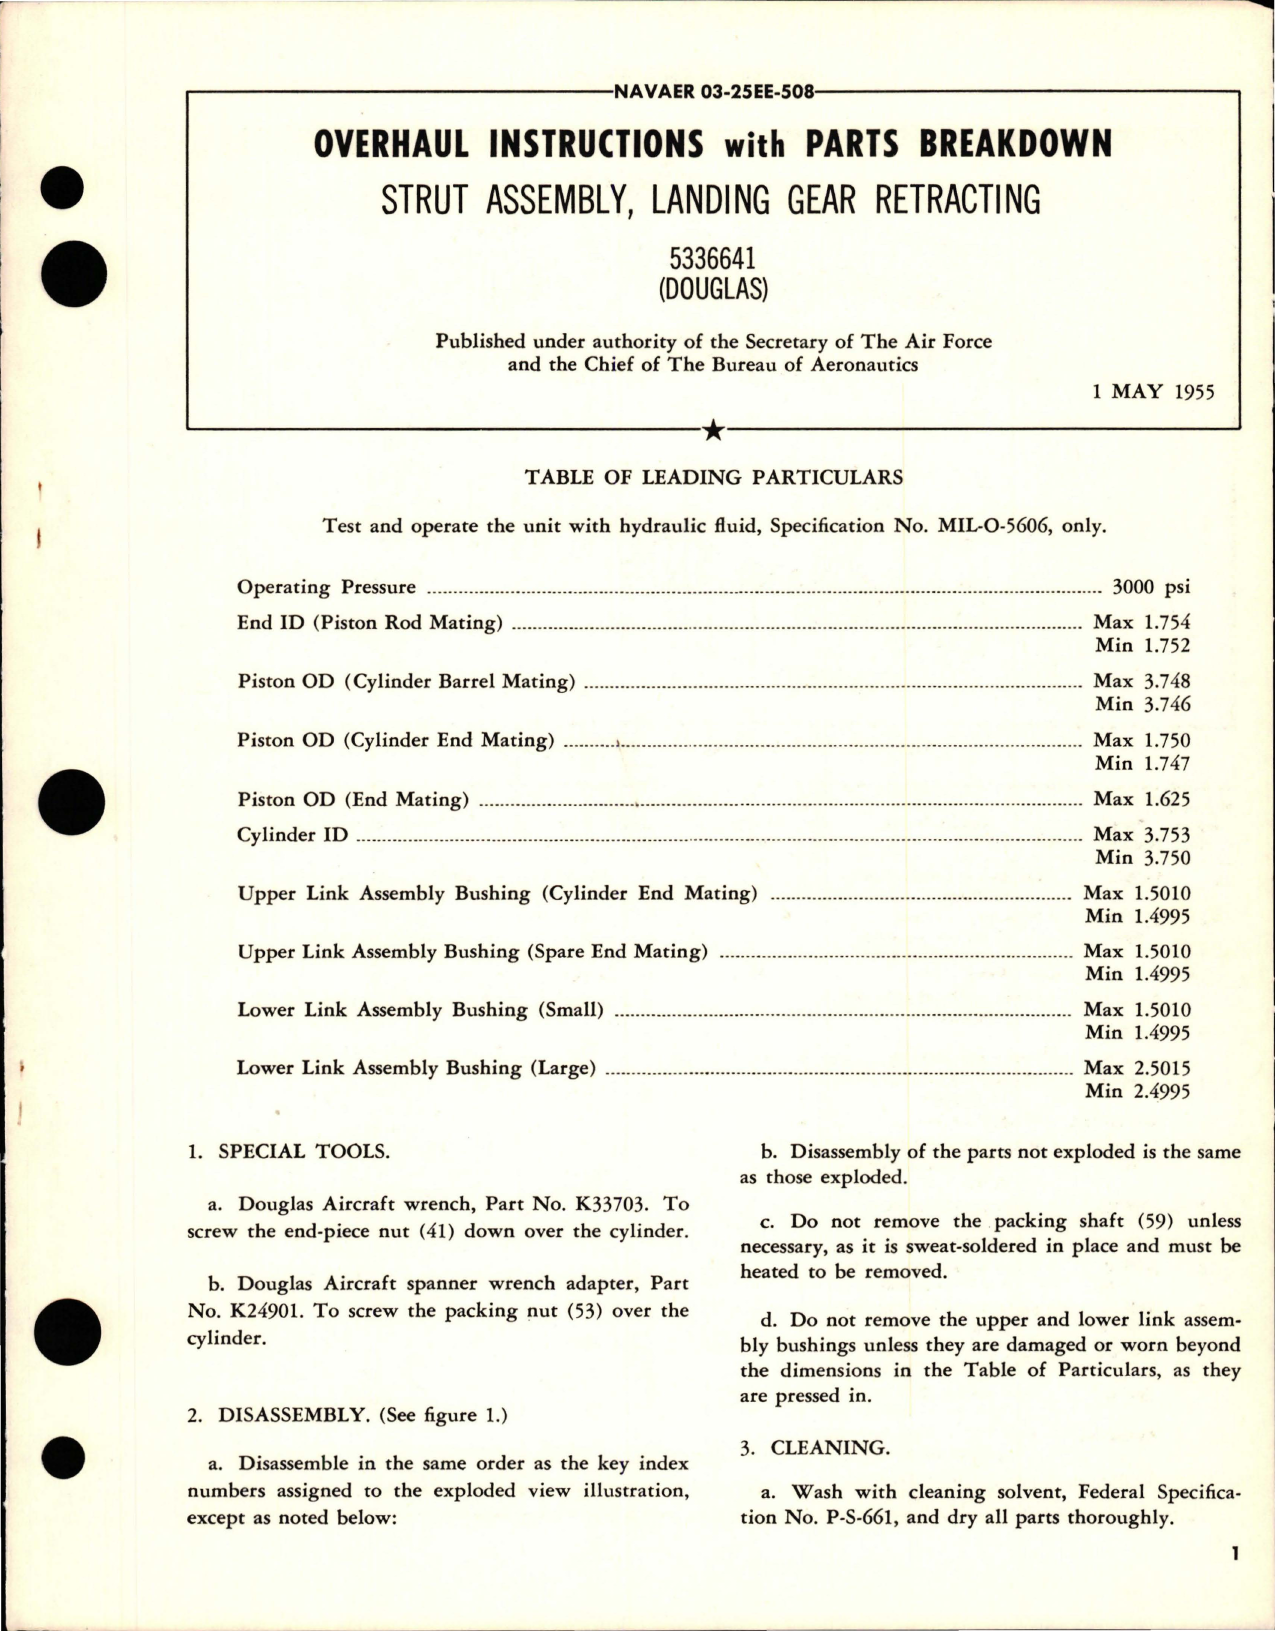 NAVAER 03-25EE-508
OVERHAUL INSTRUCTIONS with PARTS BREAKDOWN
STRUT ASSEMBLY, LANDING GEAR RETRACTING
5336641
(DOUGLAS)
Published under authority of the Secretary of The Air Force
and the Chief of The Bureau of Aeronautics
1 MAY 1955
TABLE OF LEADING PARTICULARS
Test and operate the unit with hydraulic fluid, Specification No. MIL-O-5606, only.
Operating Pressure 3000 psi
End ID (Piston Rod Mating) Max 1.754
Min 1.752
Piston OD (Cylinder Barrel Mating) Max 3.748
Min 3.746
Piston OD (Cylinder End Mating) Max 1.750
Min 1.747
Piston OD (End Mating) Max 1.625
Cylinder ID Max 3.753
Min 3.750
Upper Link Assembly Bushing (Cylinder End Mating) Max 1.5010
Min 1.4995
Upper Link Assembly Bushing (Spare End Mating) Max 1.5010
Min 1.4995
Lower Link Assembly Bushing (Small) Max 1.5010
Min 1.4995
Lower Link Assembly Bushing (Large) Max 2.5015
Min 2.4995
1. SPECIAL TOOLS.
a. Douglas Aircraft wrench, Part No. K33703. To
screw the end-piece nut (41) down over the cylinder.
b. Douglas Aircraft spanner wrench adapter, Part
No. K24901. To screw the packing nut (53) over the
cylinder.
2. DISASSEMBLY. (See figure 1.)
a. Disassemble in the same order as the key index
numbers assigned to the exploded view illustration,
except as noted below:
b. Disassembly of the parts not exploded is the same
as those exploded.
c. Do not remove the packing shaft (59) unless
necessary, as it is sweat-soldered in place and must be
heated to be removed.
d. Do not remove the upper and lower link assem-
bly bushings unless they are damaged or worn beyond
the dimensions in the Table of Particulars, as they
are pressed in.
3. CLEANING.
a. Wash with cleaning solvent, Federal Specifica-
tion No. P-S-661, and dry all parts thoroughly.
1